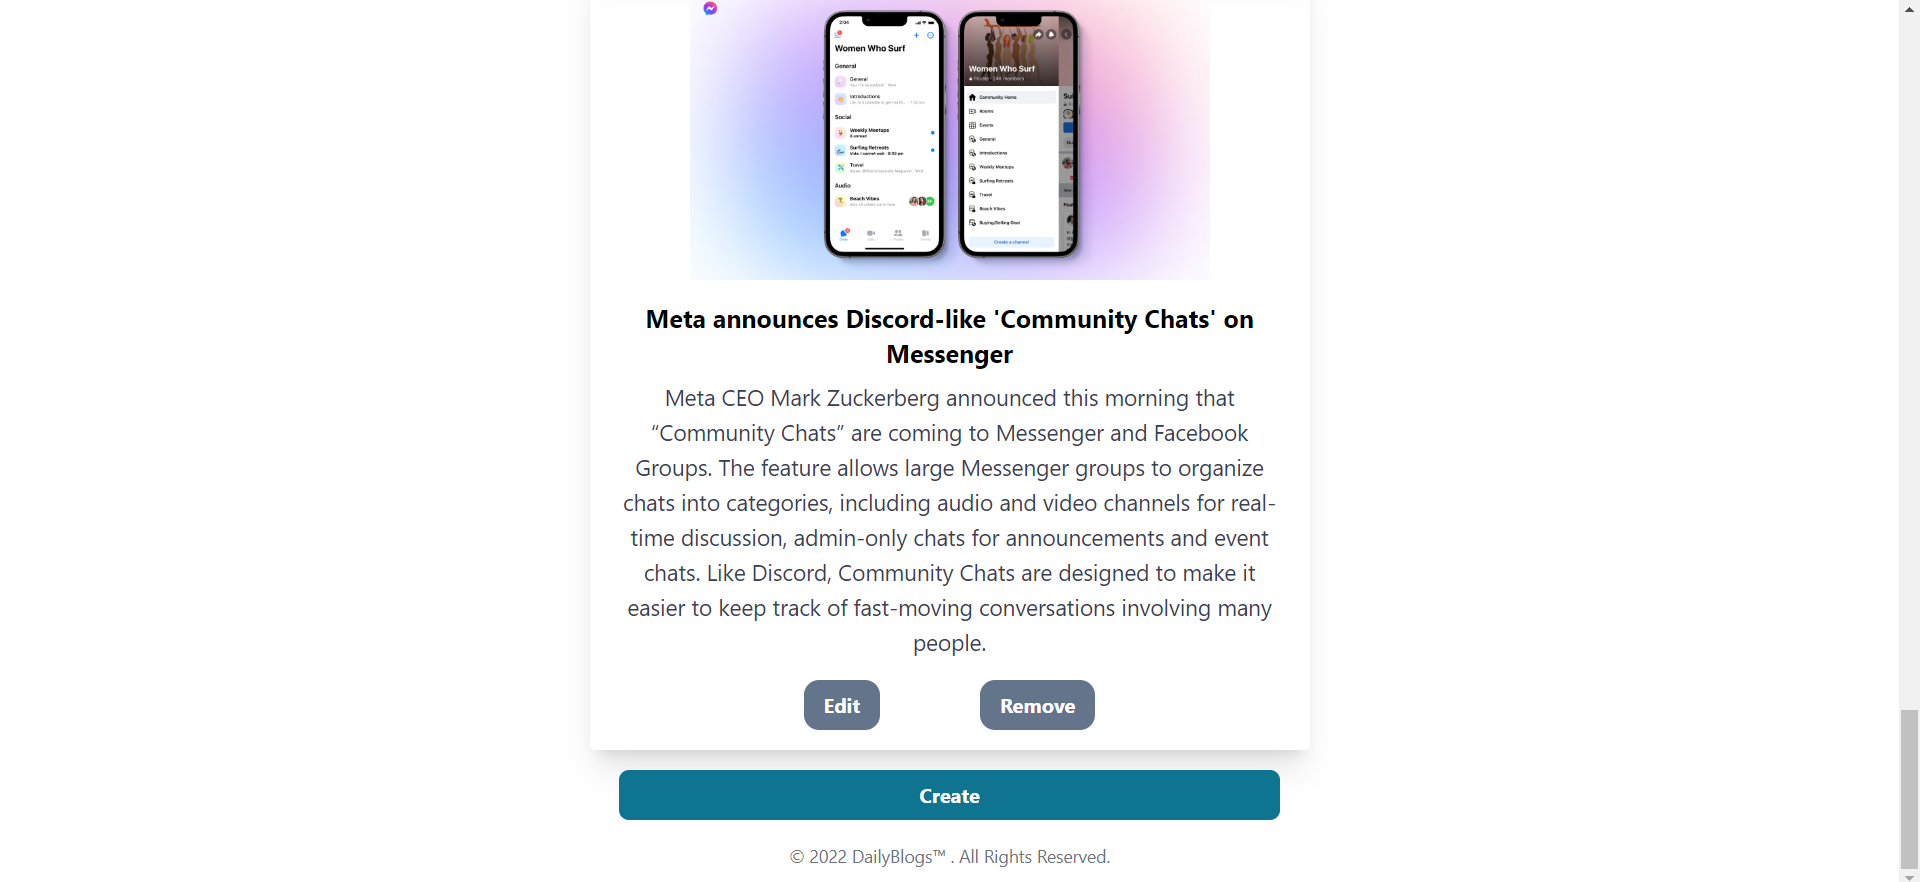 2:04
Women Who Surf
General
General
Introductions
Social
Weekly Meetups
Surfing Retreats
Travel
Audio
Beach Vibes
Women Who Surf
Community Home
Rooms
Events
General
Introductions
Weekly Meetups
Surfing Retreats
Travel
Beach Vibes
Buying/Selling Gear
Create a channel
Meta announces Discord-like 'Community Chats' on
Messenger
Meta CEO Mark Zuckerberg announced this morning that
“Community Chats” are coming to Messenger and Facebook
Groups. The feature allows large Messenger groups to organize
chats into categories, including audio and video channels for real-
time discussion, admin-only chats for announcements and event
chats. Like Discord, Community Chats are designed to make it
easier to keep track of fast-moving conversations involving many
people.
Edit
Remove
Create
© 2022 DailyBlogs™ . All Rights Reserved.